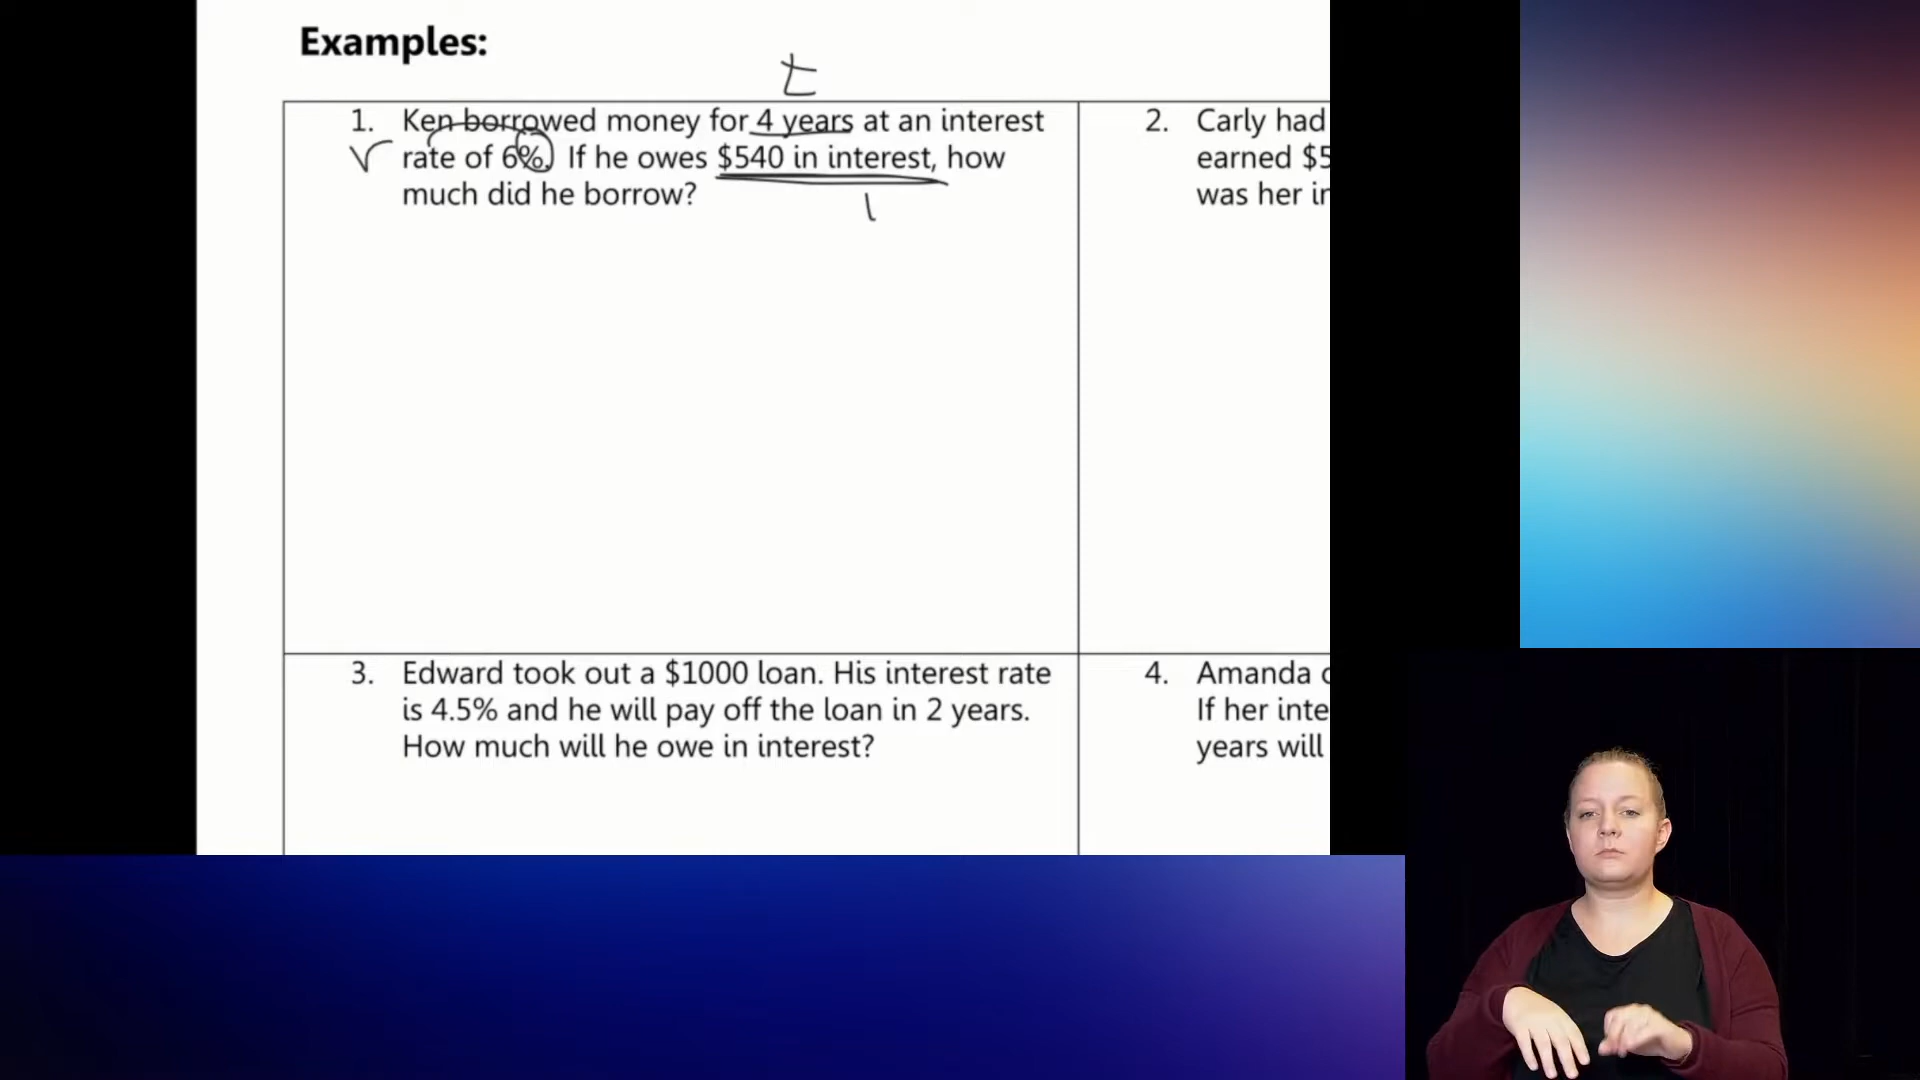 Examples:
t
1. Ken borrowed money for 4 years at an interest
r rate of 6%. If he owes $540 in interest, how
much did he borrow?
I
2. Carly had
earned $5
was her in
3. Edward took out a $1000 loan. His interest rate
is 4.5% and he will pay off the loan in 2 years.
How much will he owe in interest?
4. Amanda
If her inte
years will